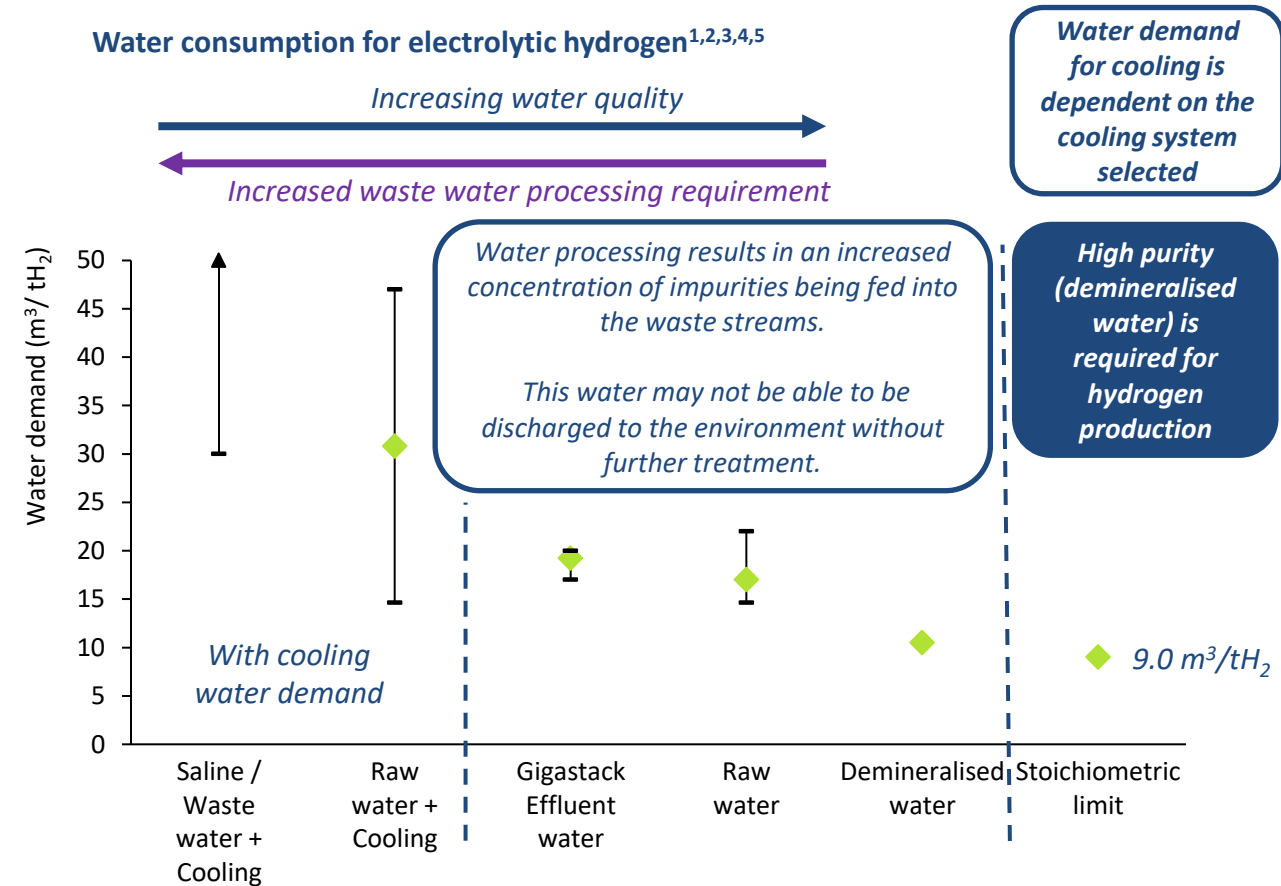 Water consumption for electrolytic hydrogen1,2,3,4,5
Increasing water quality
Increased waste water processing requirement
Water demand
for cooling is
dependent on the
cooling system
selected
High purity
(demineralised
water) is
required for
hydrogen
production
Water processing results in an increased
concentration of impurities being fed into
the waste streams.
This water may not be able to be
discharged to the environment without
further treatment.
Water demand (m3/ tH2)
50
45
40
35
30
25
20
15
10
5
0
With cooling
water demand
9.0 m3/tH2
Saline /
Waste
water +
Cooling
Raw
water +
Cooling
Gigastack
Effluent
water
Raw
water
Demineralised
water
Stoichiometric
limit